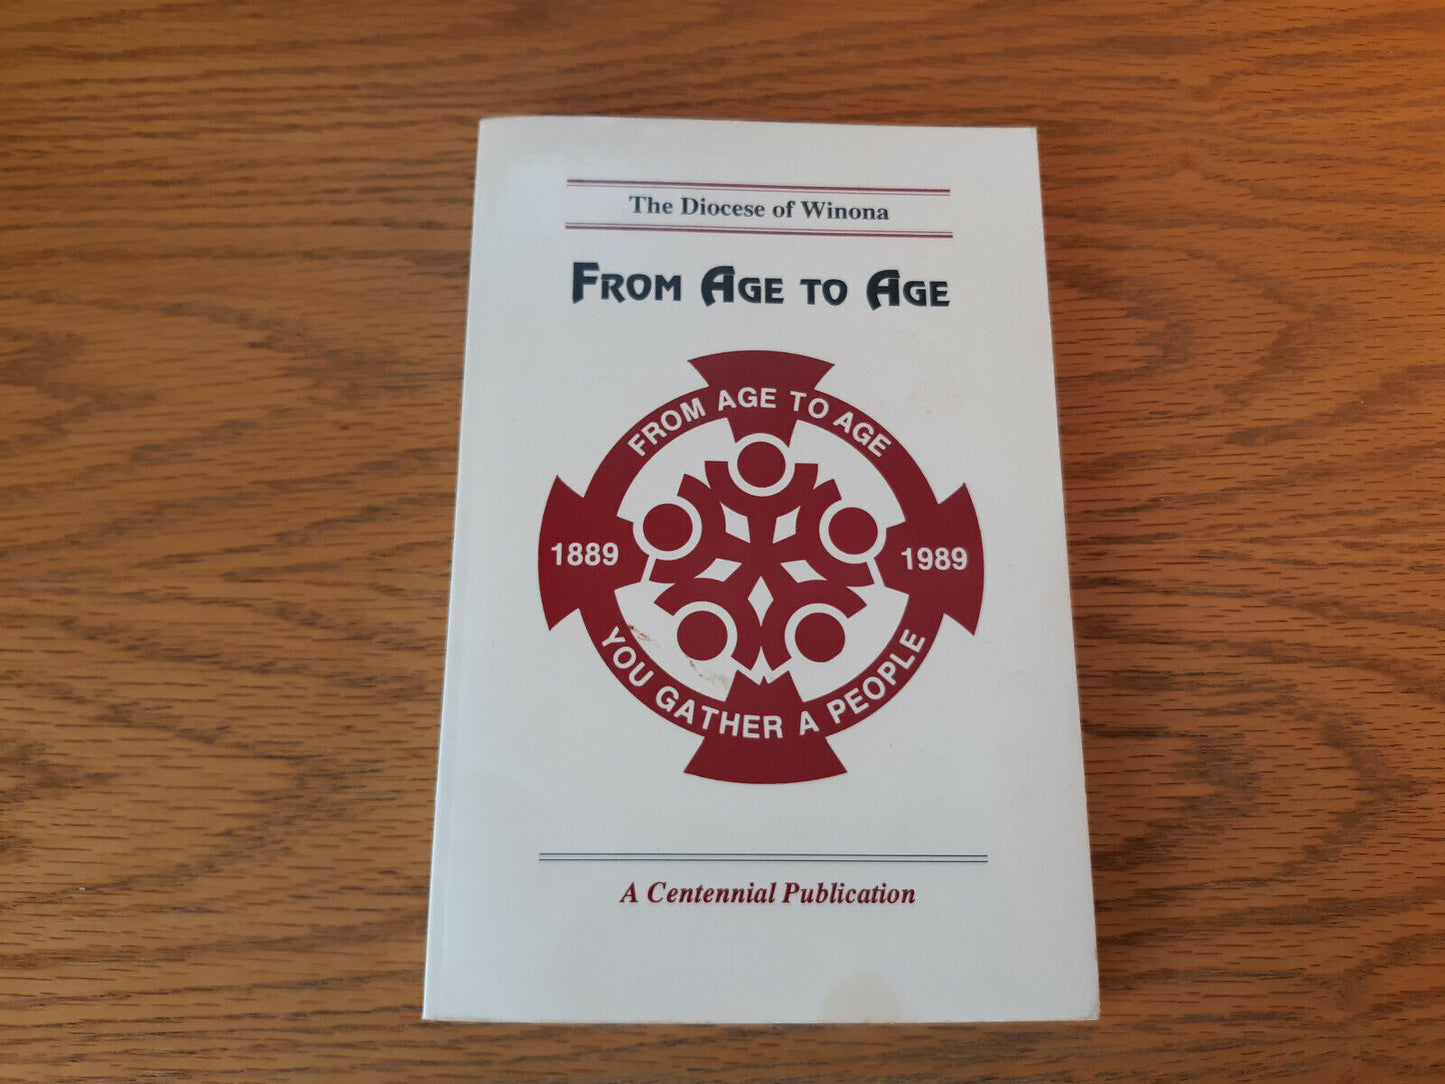 The Diocese of Winona
FROM AGE TO AGE
FROM AGE TO AGE
1889
1989
YOU GATHER A PEOPLE
A Centennial Publication